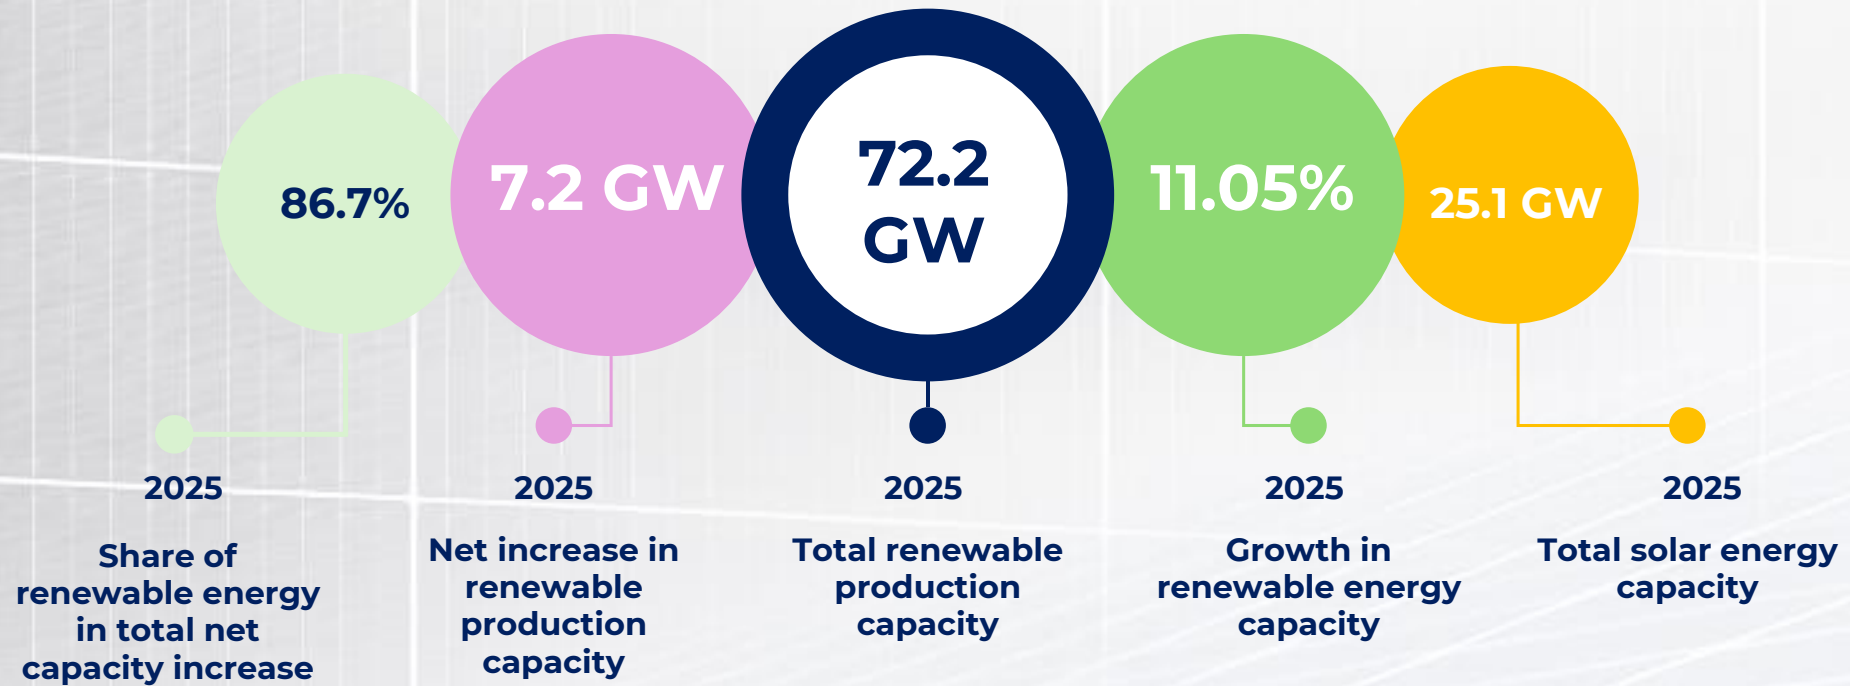 86.7%
7.2 GW
72.2
GW
11.05%
25.1 GW
2025
Share of
renewable energy
in total net
capacity increase
2025
Net increase in
renewable
production
capacity
2025
Total renewable
production
capacity
2025
Growth in
renewable energy
capacity
2025
Total solar energy
capacity